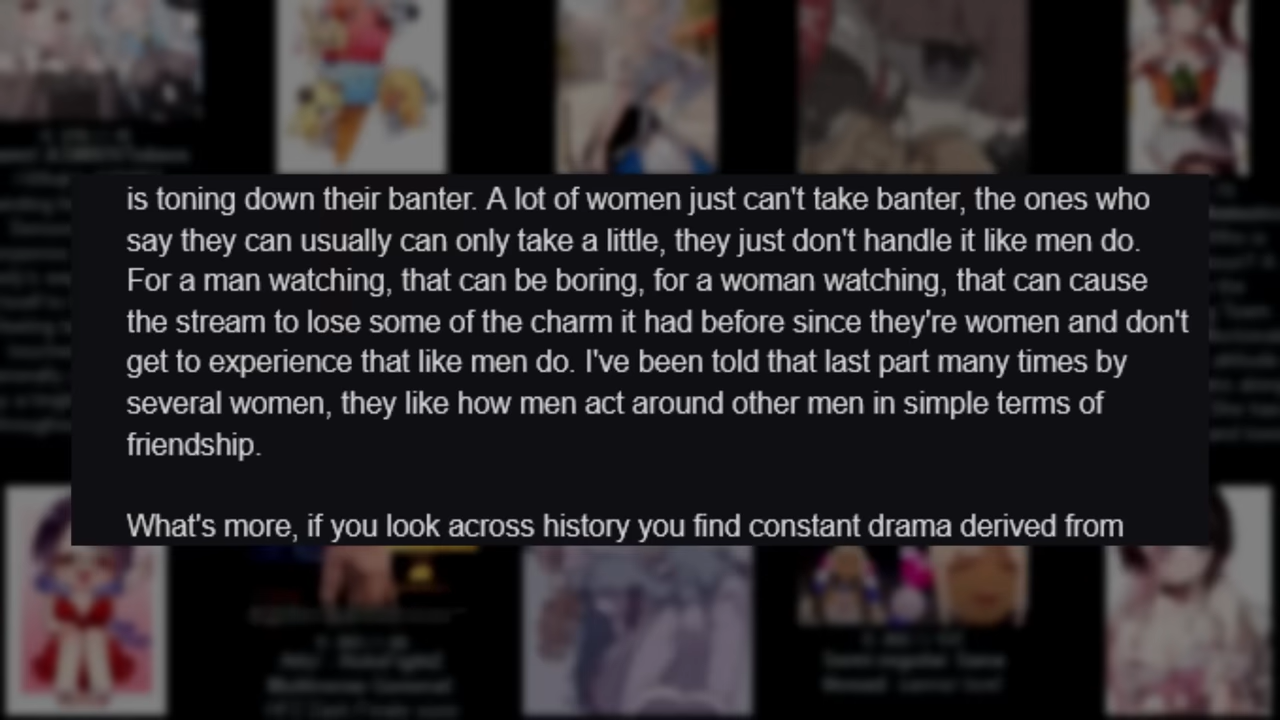 is toning down their banter. A lot of women just can't take banter, the ones who
say they can usually can only take a little, they just don't handle it like men do.
For a man watching, that can be boring, for a woman watching, that can cause
the stream to lose some of the charm it had before since they're women and don't
get to experience that like men do. I've been told that last part many times by
several women, they like how men act around other men in simple terms of
friendship.
What's more, if you look across history you find constant drama derived from